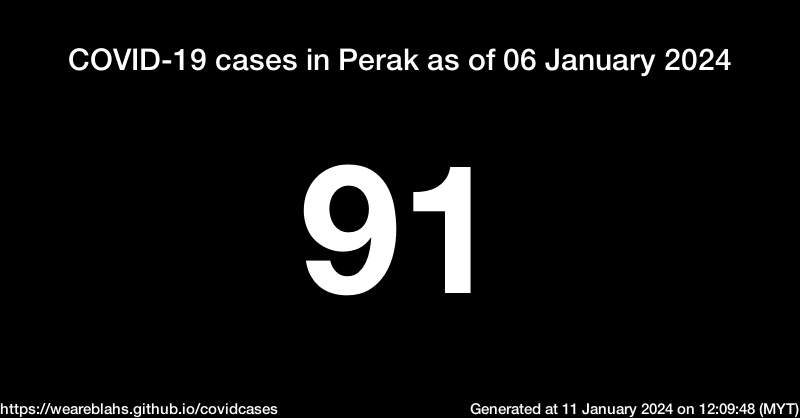 COVID-19 cases in Perak as of 06 January 2024
91
https://weareblahs.github.io/covidcases
Generated at 11 January 2024 on 12:09:48 (MYT)